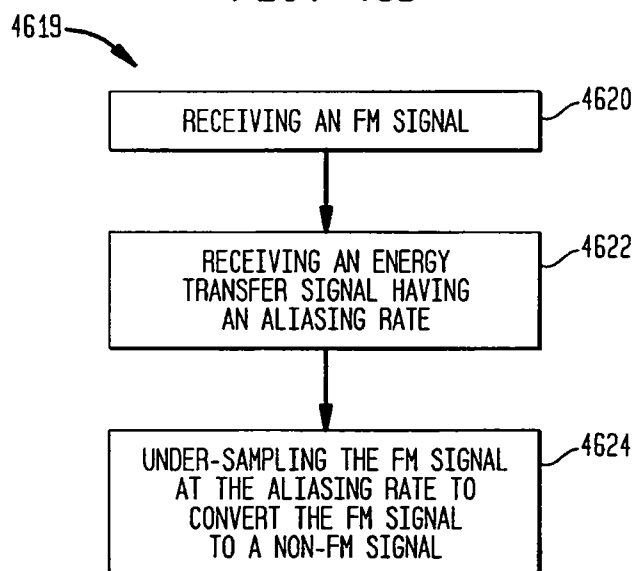 4619
RECEIVING AN FM SIGNAL
4620
RECEIVING AN ENERGY
TRANSFER SIGNAL HAVING
AN ALIASING RATE
4622
UNDER-SAMPLING THE FM SIGNAL
AT THE ALIASING RATE TO
CONVERT THE FM SIGNAL
TO A NON-FM SIGNAL
4624